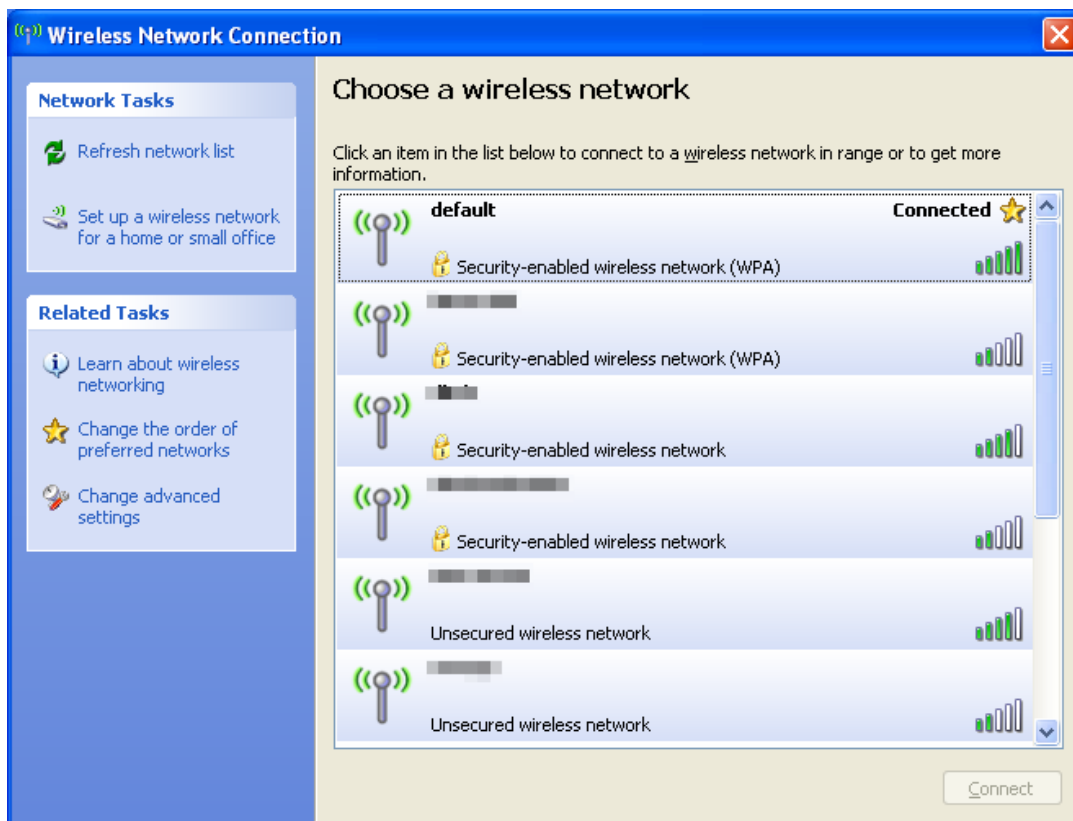 Wireless Network Connection
Network Tasks
Refresh network list
Set up a wireless network
for a home or small office
Related Tasks
Learn about wireless
networking
Change the order of
preferred networks
Change advanced
settings
Choose a wireless network
Click an item in the list below to connect to a wireless network in range or to get more
information.
default Connected
Security-enabled wireless network (WPA)
Security-enabled wireless network (WPA)
Security-enabled wireless network
Security-enabled wireless network
Unsecured wireless network
Unsecured wireless network
Connect